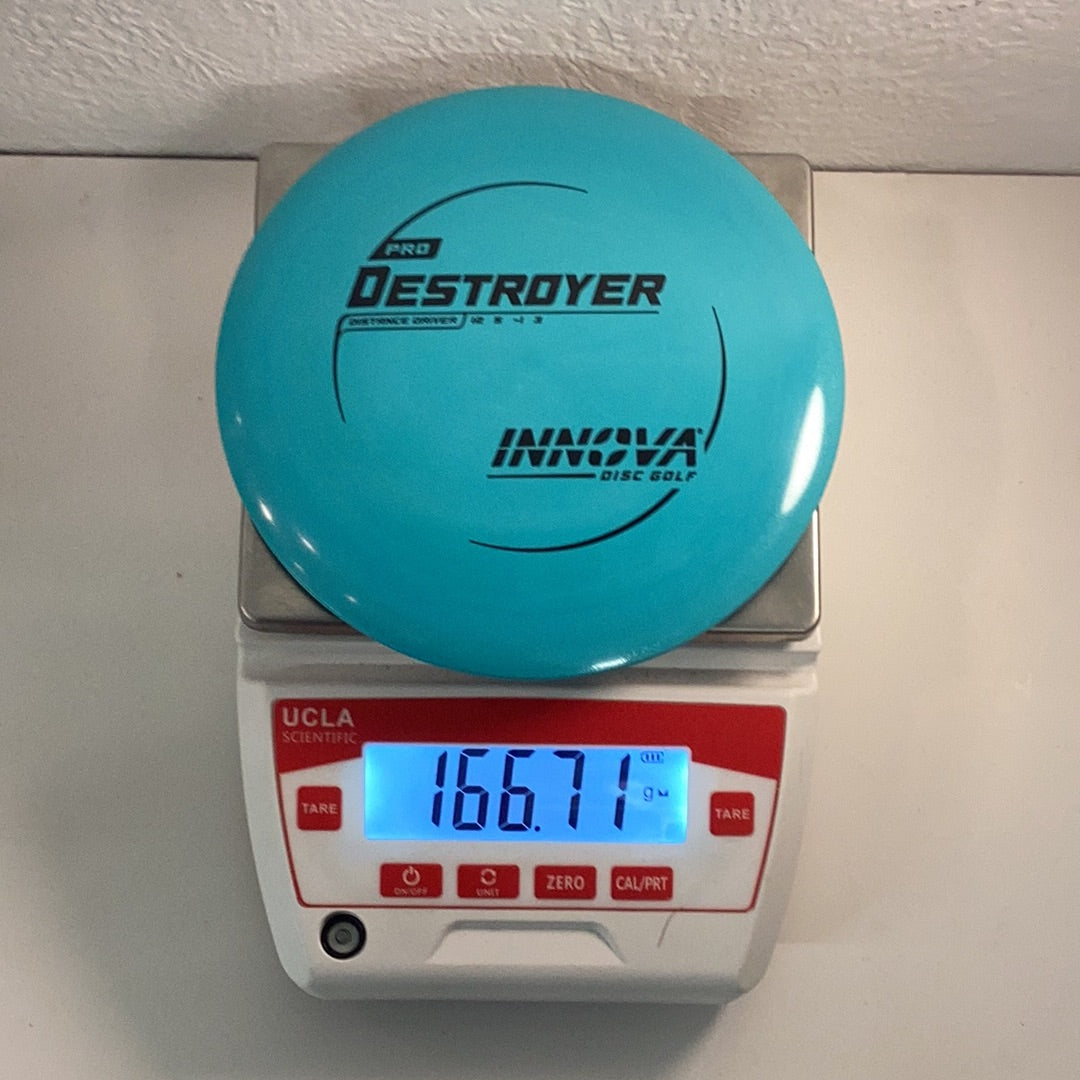 PRO
DESTROYER
DISTANCE DRIVER 12 5 -1 3
INNOVA
DISC GOLF
UCLA
SCIENTIFIC
166.71 g
TARE
TARE
ON/OFF
UNIT
ZERO
CAL/PRT